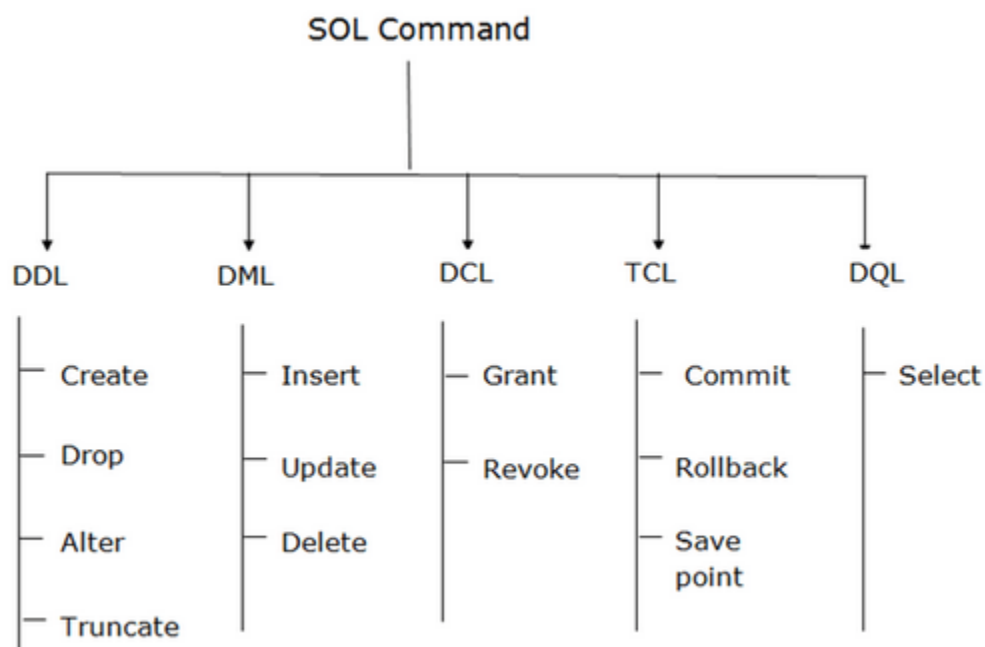 SOL Command
DDL
DML
DCL
TCL
DQL
Create
Drop
Alter
Truncate
Insert
Update
Delete
Grant
Revoke
Commit
Rollback
Save
point
Select